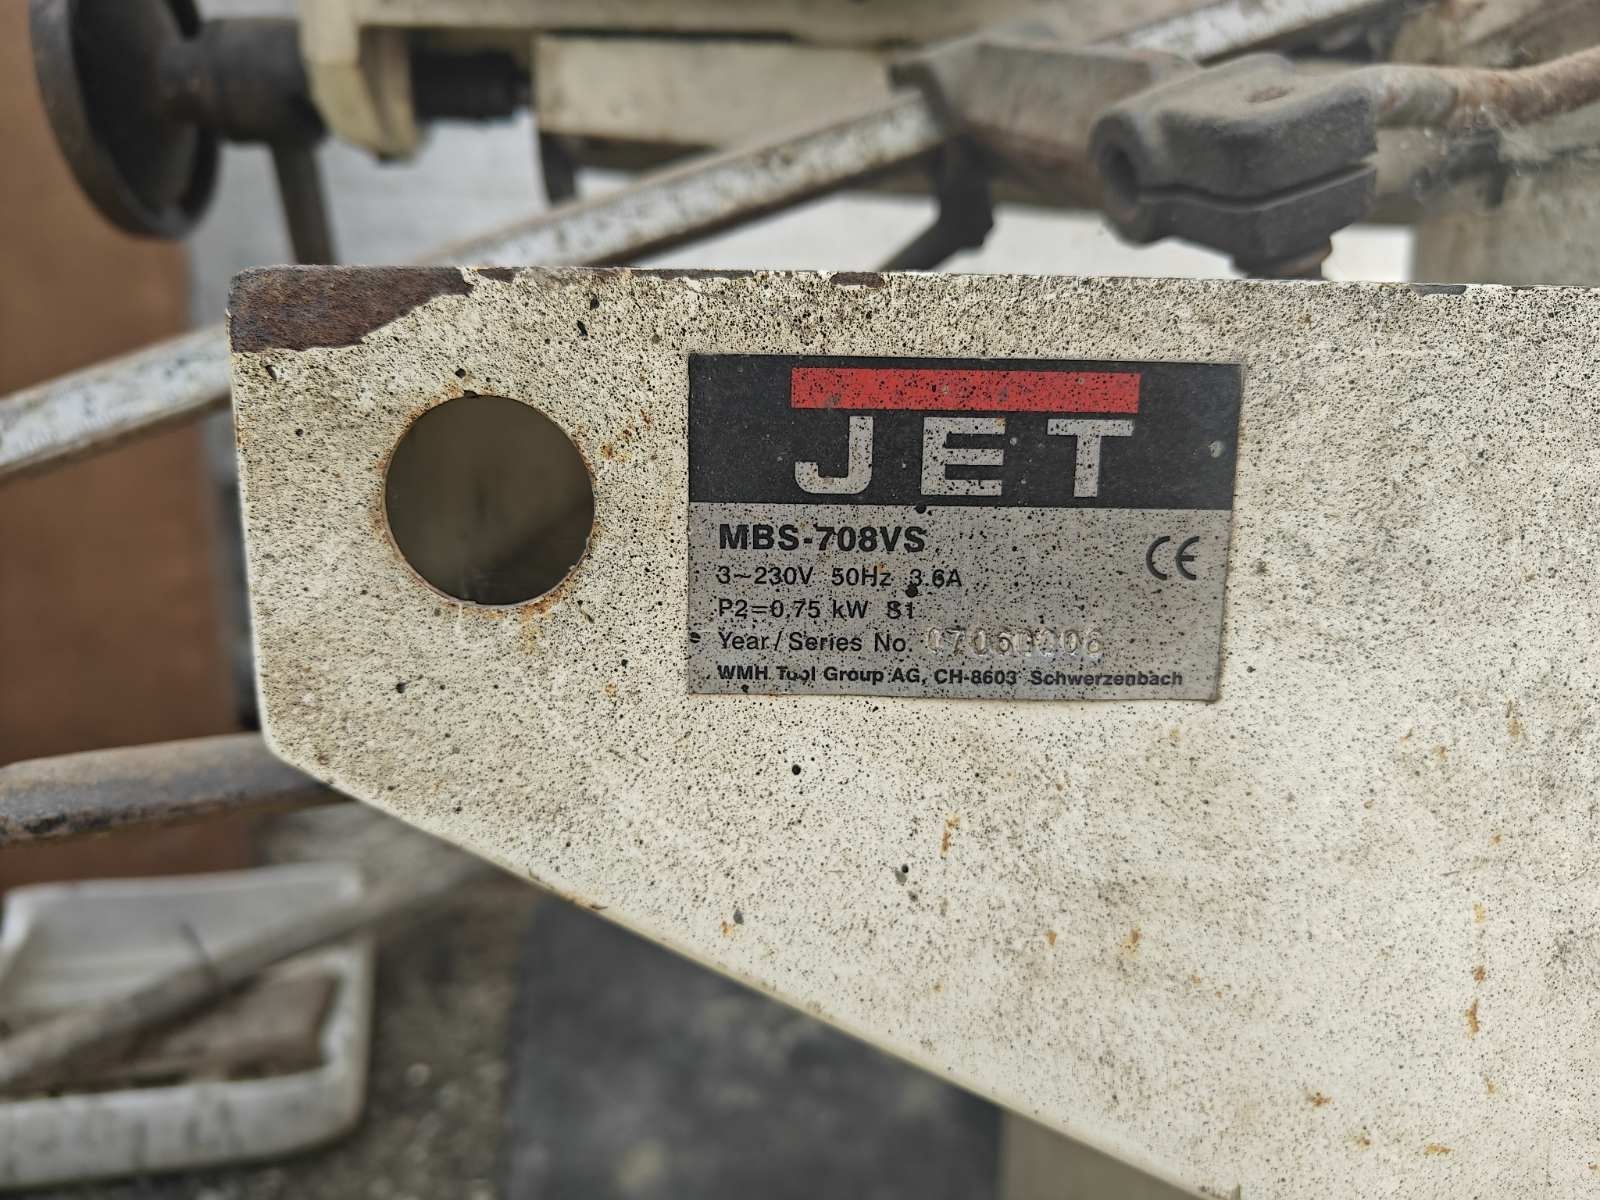 JET
MBS-708VS
CE
3~230V 50Hz 3.6A
P2=0.75 kW S1
Year/Series No.
WMH Tool Group AG, CH-8603 Schwerzenbach